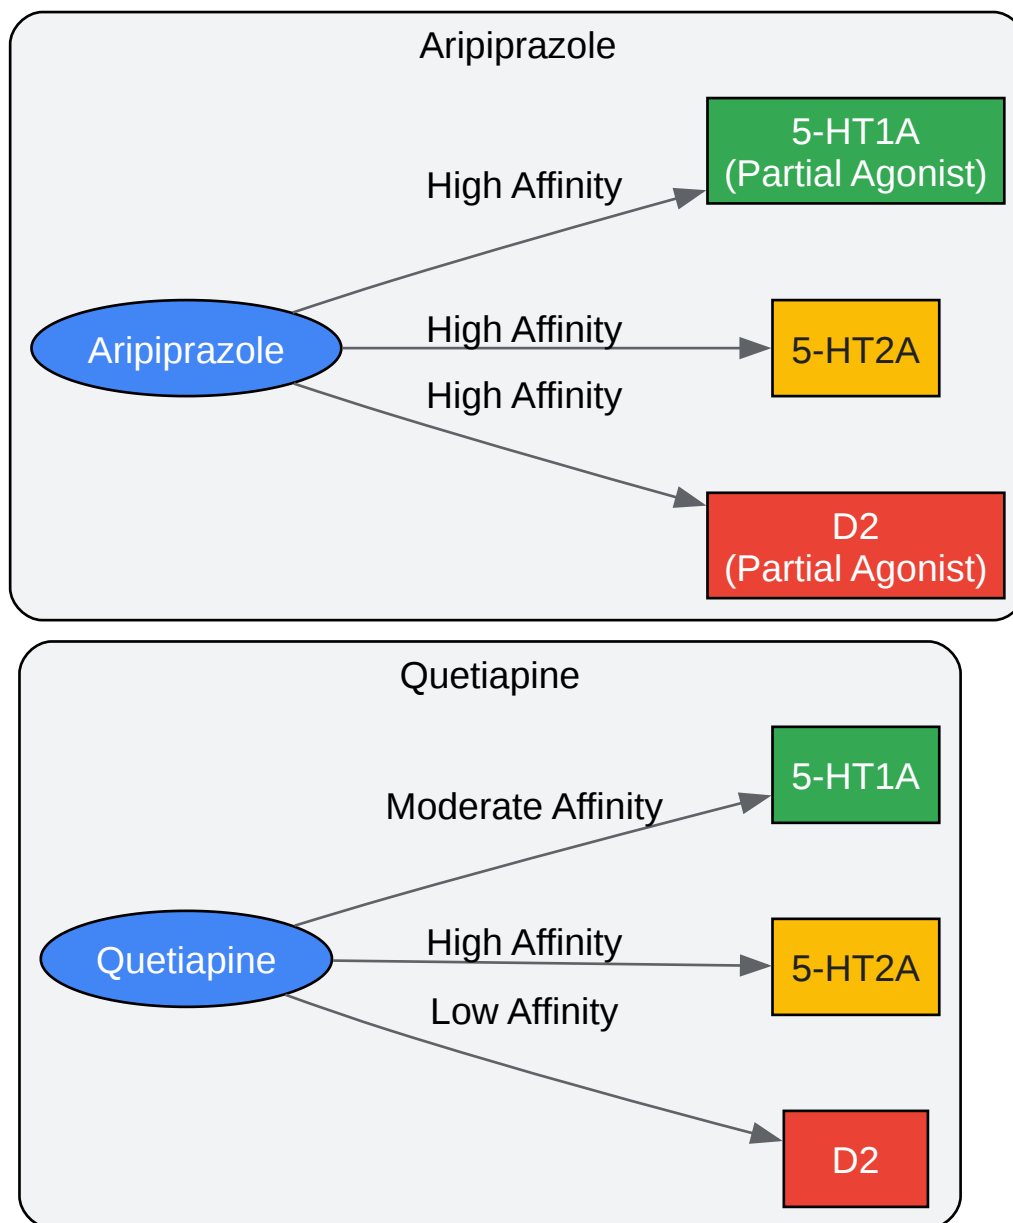 Aripiprazole
5-HT1A
(Partial Agonist)
High Affinity
Aripiprazole
High Affinity
5-HT2A
High Affinity
D2
(Partial Agonist)
Quetiapine
5-HT1A
Moderate Affinity
Quetiapine
High Affinity
5-HT2A
Low Affinity
D2